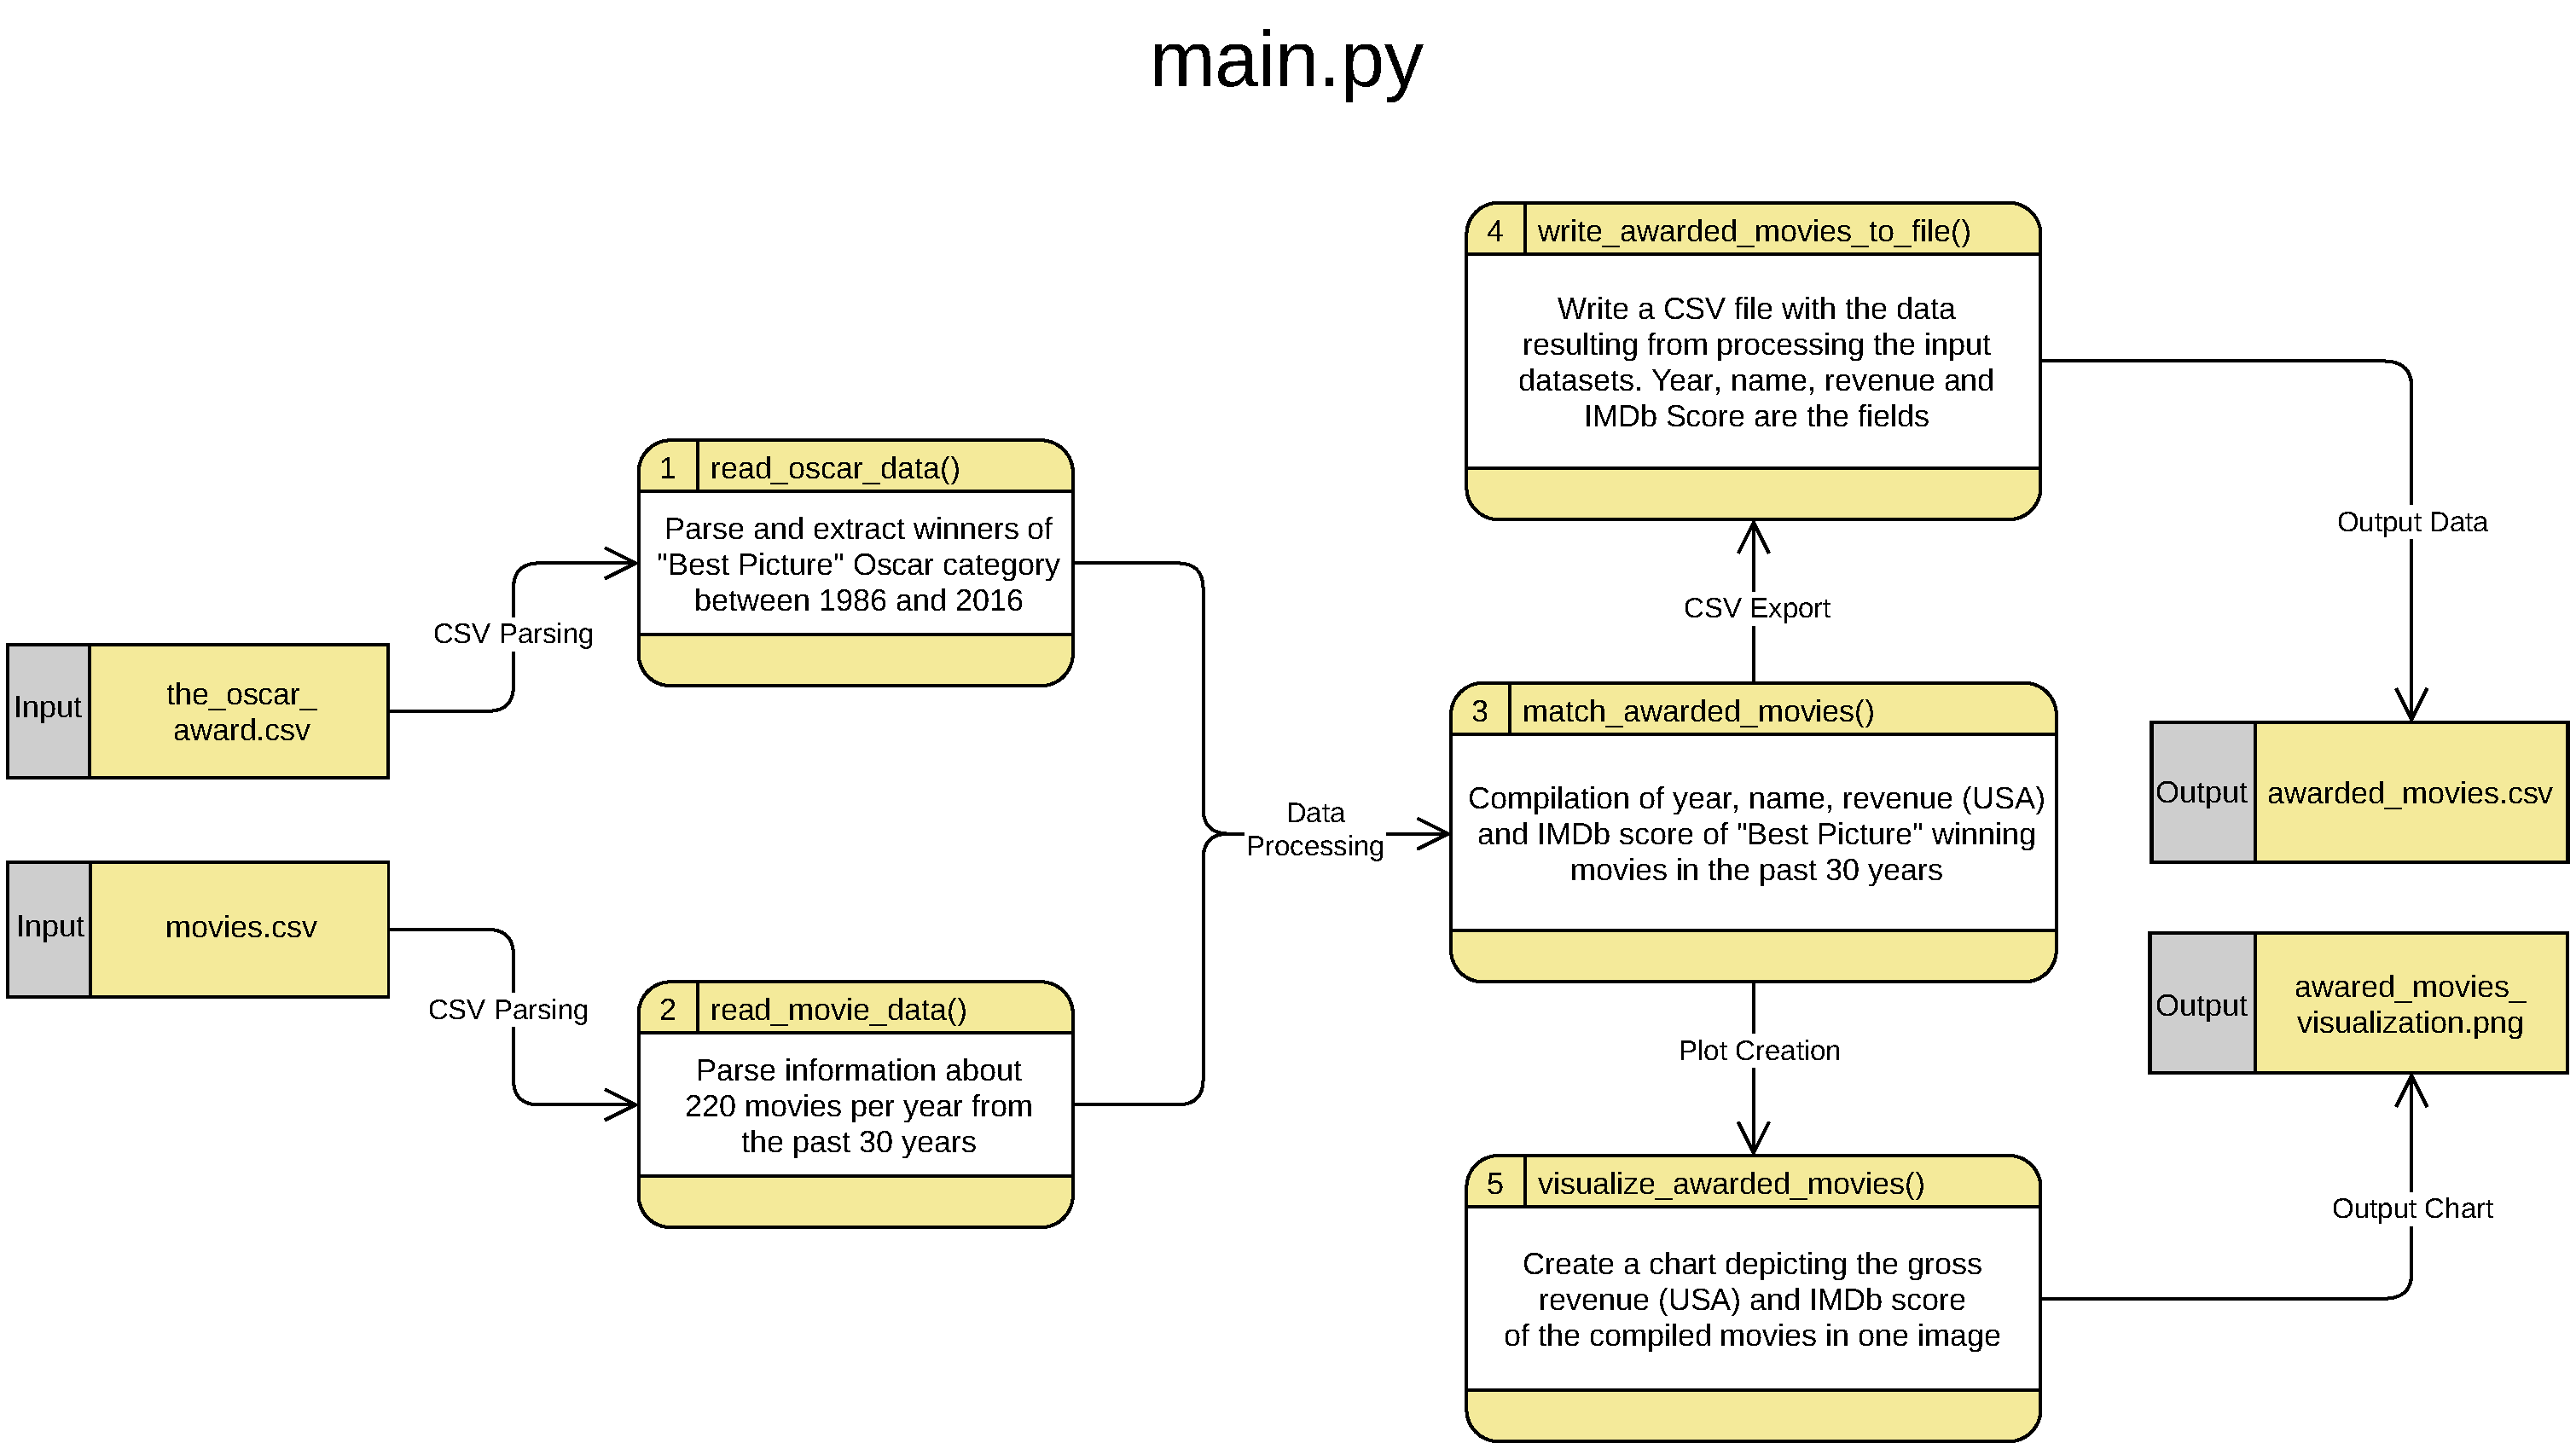 main.py
Input
the_oscar_
award.csv
Input
movies.csv
CSV Parsing
CSV Parsing
1 read_oscar_data()
Parse and extract winners of
"Best Picture" Oscar category
between 1986 and 2016
2 read_movie_data()
Parse information about
220 movies per year from
the past 30 years
Data
Processing
3 match_awarded_movies()
Compilation of year, name, revenue (USA)
and IMDb score of "Best Picture" winning
movies in the past 30 years
CSV Export
4 write_awarded_movies_to_file()
Write a CSV file with the data
resulting from processing the input
datasets. Year, name, revenue and
IMDb Score are the fields
Plot Creation
5 visualize_awarded_movies()
Create a chart depicting the gross
revenue (USA) and IMDb score
of the compiled movies in one image
Output Data
Output
awarded_movies.csv
Output
awared_movies_
visualization.png
Output Chart